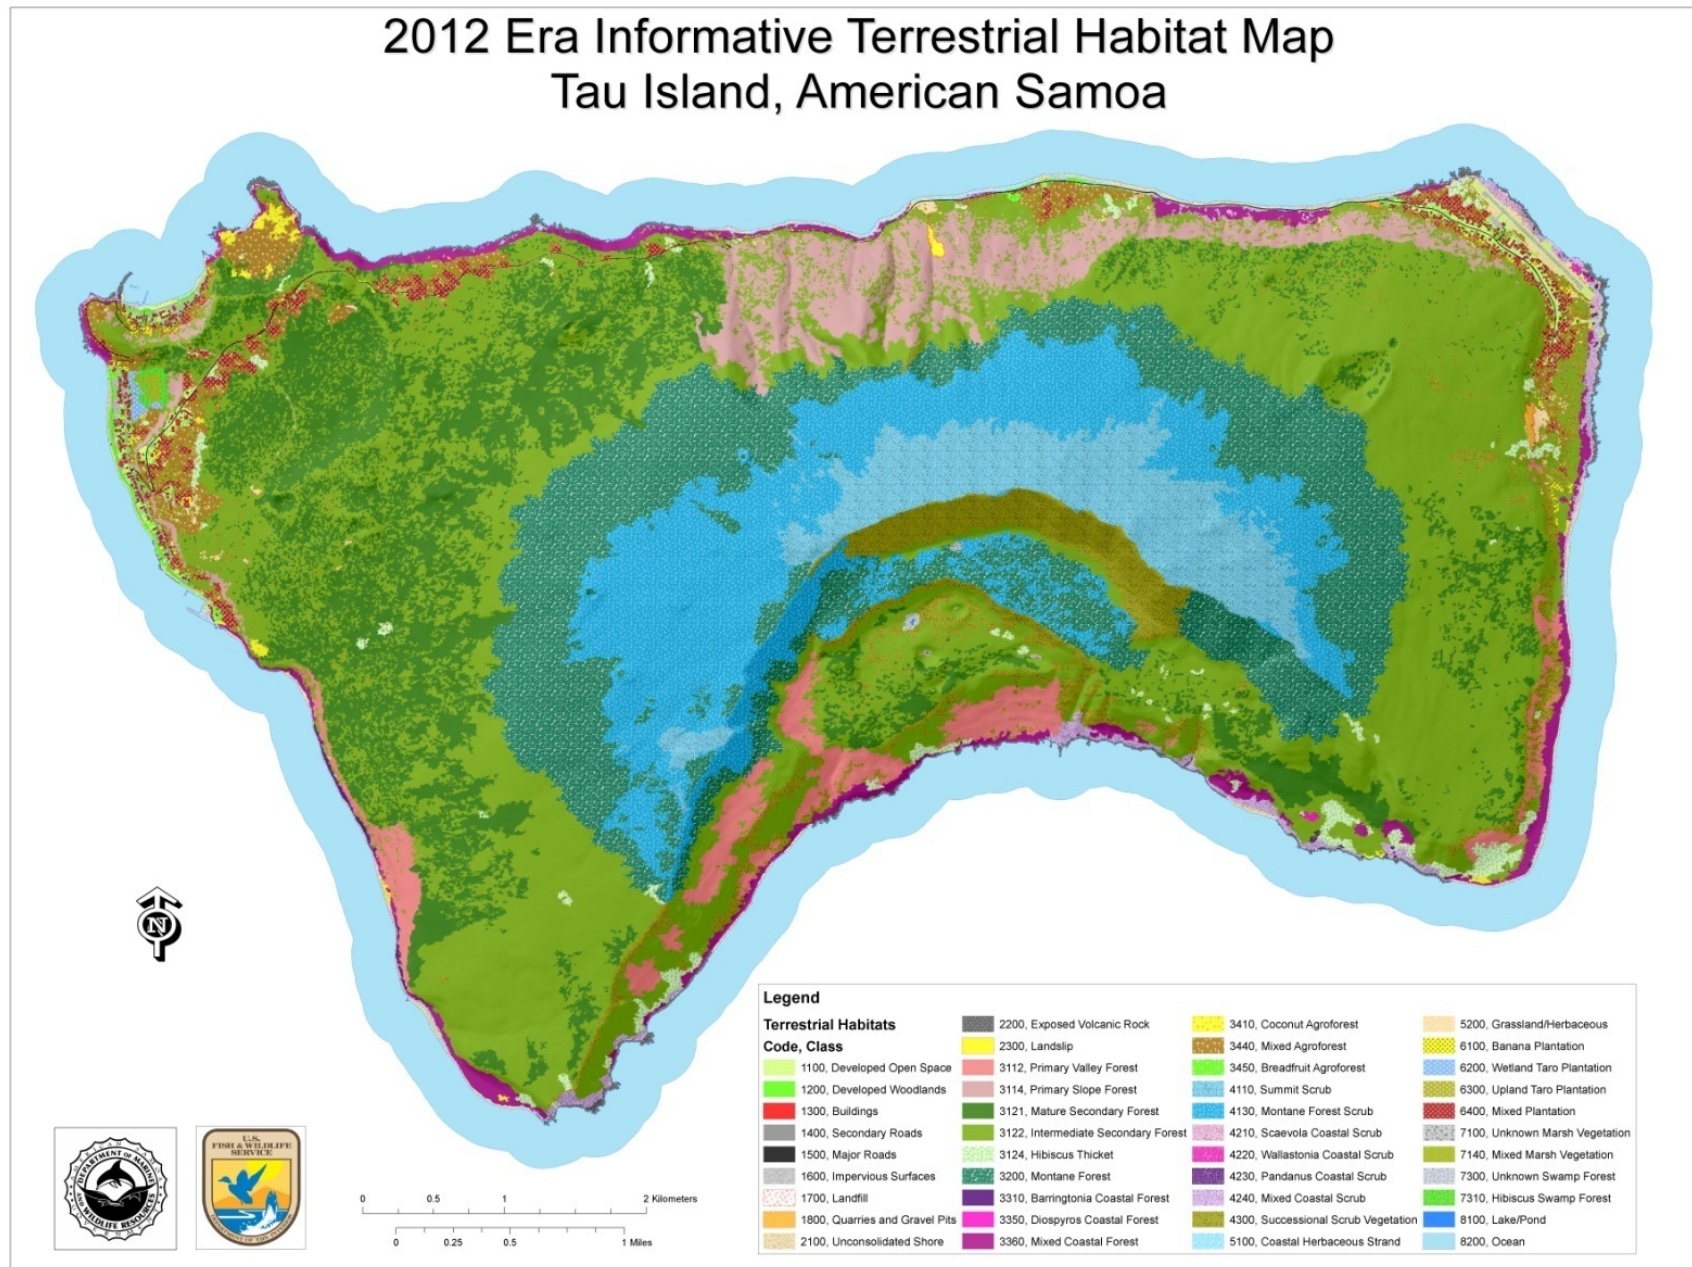 2012 Era Informative Terrestrial Habitat Map
Tau Island, American Samoa
N
DEPARTMENT OF MARINE
AND WILDLIFE RESOURCES
U.S.
FISH & WILDLIFE
SERVICE
0 0.5 1 2 Kilometers
0 0.25 0.5 1 Miles
Legend
Terrestrial Habitats
Code, Class
1100, Developed Open Space
1200, Developed Woodlands
1300, Buildings
1400, Secondary Roads
1500, Major Roads
1600, Impervious Surfaces
1700, Landfill
1800, Quarries and Gravel Pits
2100, Unconsolidated Shore
2200, Exposed Volcanic Rock
2300, Landslip
3112, Primary Valley Forest
3114, Primary Slope Forest
3121, Mature Secondary Forest
3122, Intermediate Secondary Forest
3124, Hibiscus Thicket
3200, Montane Forest
3310, Barringtonia Coastal Forest
3350, Diospyros Coastal Forest
3360, Mixed Coastal Forest
3410, Coconut Agroforest
3440, Mixed Agroforest
3450, Breadfruit Agroforest
4110, Summit Scrub
4130, Montane Forest Scrub
4210, Scaevola Coastal Scrub
4220, Wallastonia Coastal Scrub
4230, Pandanus Coastal Scrub
4240, Mixed Coastal Scrub
4300, Successional Scrub Vegetation
5100, Coastal Herbaceous Strand
5200, Grassland/Herbaceous
6100, Banana Plantation
6200, Wetland Taro Plantation
6300, Upland Taro Plantation
6400, Mixed Plantation
7100, Unknown Marsh Vegetation
7140, Mixed Marsh Vegetation
7300, Unknown Swamp Forest
7310, Hibiscus Swamp Forest
8100, Lake/Pond
8200, Ocean